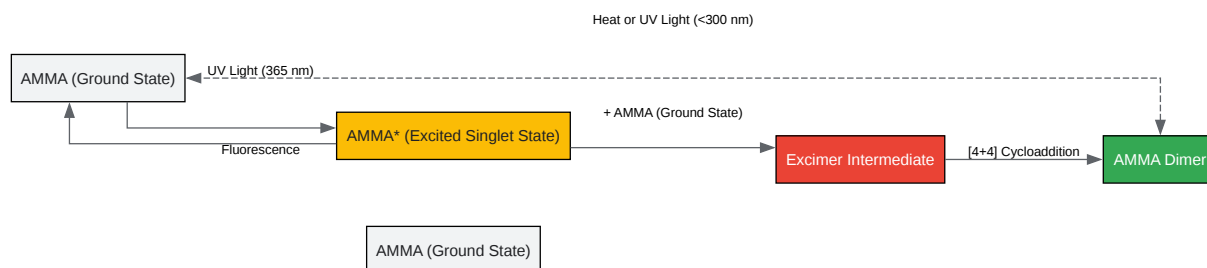 Heat or UV Light (<300 nm)
AMMA (Ground State)
UV Light (365 nm)
+ AMMA (Ground State)
AMMA* (Excited Singlet State)
Fluorescence
Excimer Intermediate
[4+4] Cycloaddition
AMMA Dimer
AMMA (Ground State)